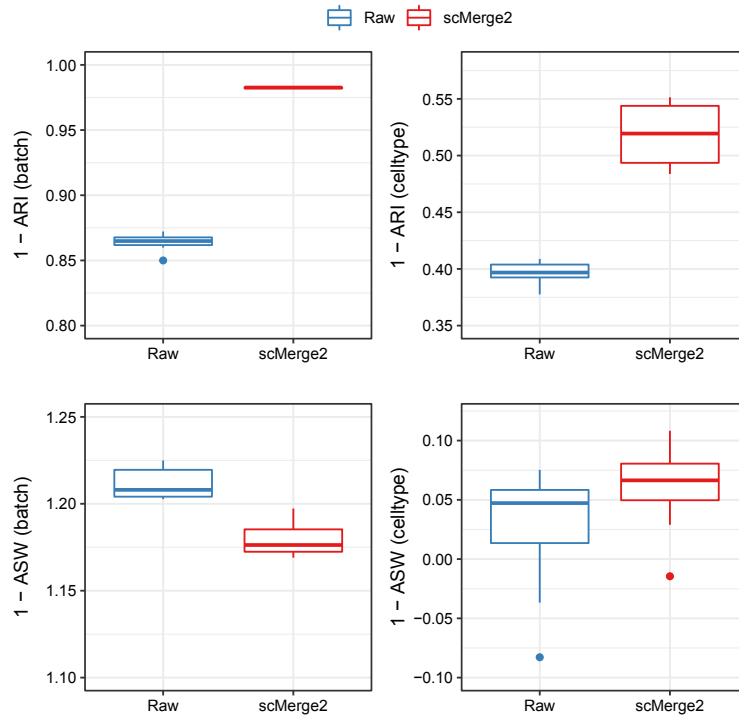 Raw scMerge2
1 − ARI (batch)
1.00
0.95
0.90
0.85
0.80
Raw scMerge2
1 − ARI (celltype)
0.55
0.50
0.45
0.40
0.35
Raw scMerge2
1 − ASW (batch)
1.25
1.20
1.15
1.10
Raw scMerge2
1 − ASW (celltype)
0.10
0.05
0.00
−0.05
−0.10
Raw scMerge2